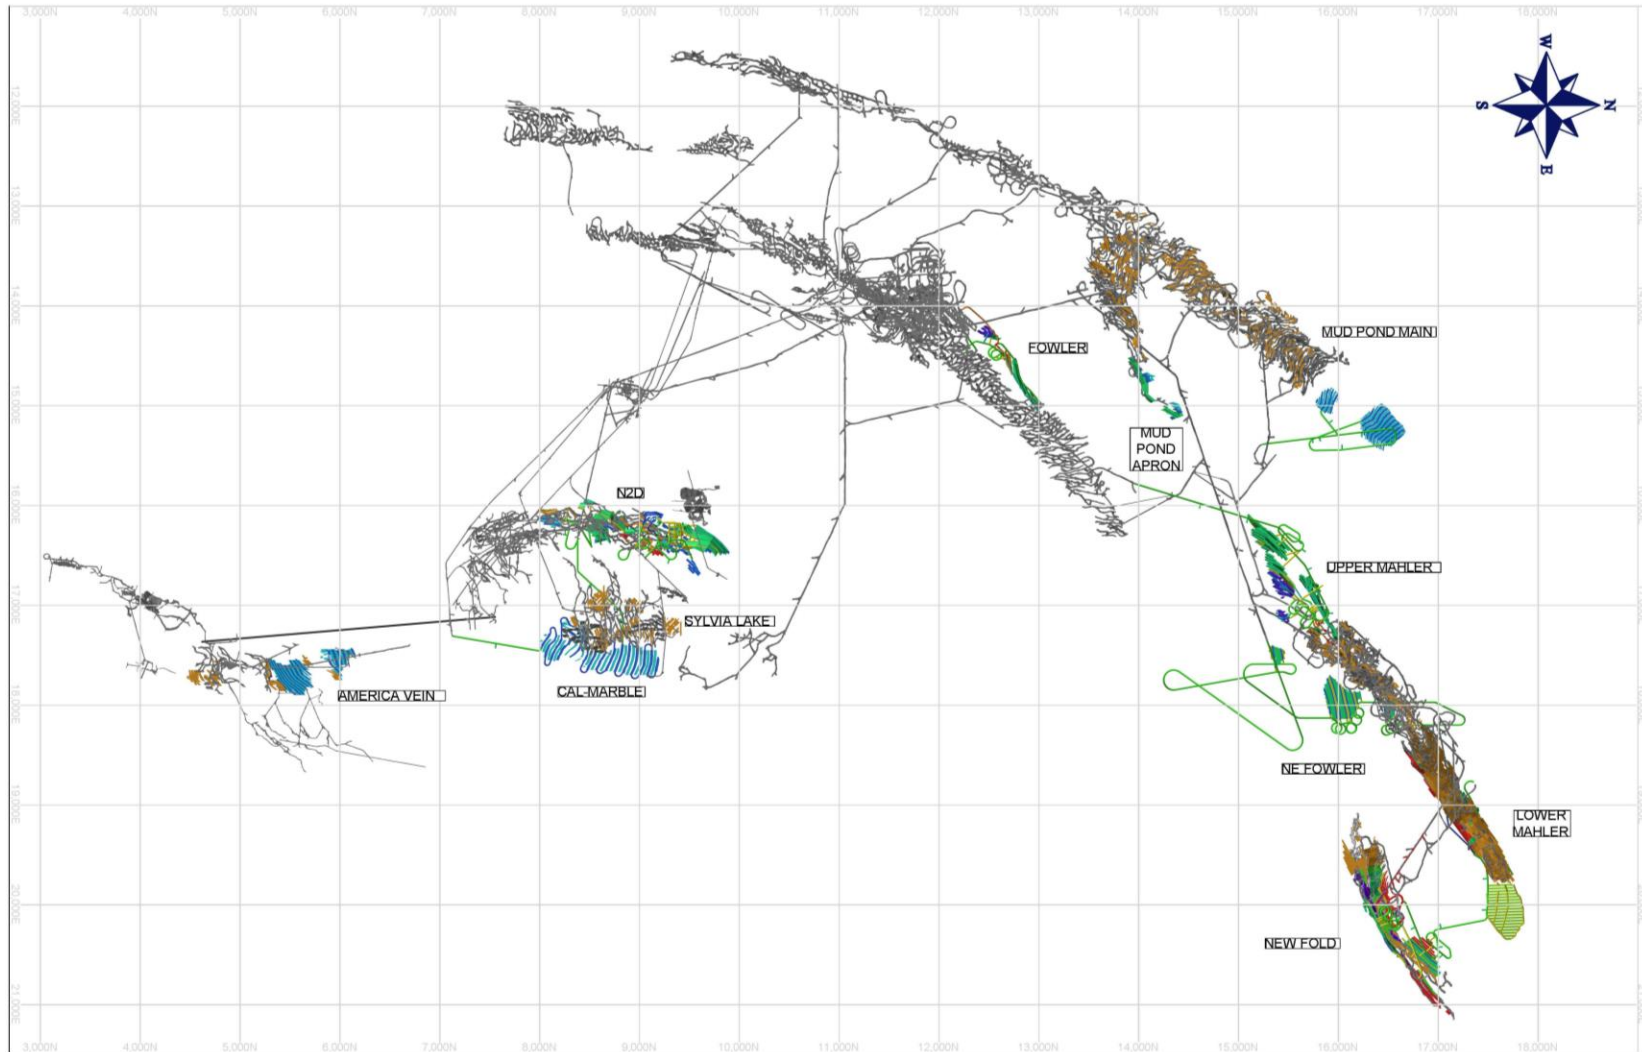 3,000N 4,000N 5,000N 6,000N 7,000N 8,000N 9,000N 10,000N 11,000N 12,000N 13,000N 14,000N 15,000N 16,000N 17,000N 18,000N
W
S N
E
12,000E
13,000E
14,000E
15,000E
16,000E
17,000E
18,000E
19,000E
20,000E
21,000E
MUD POND MAIN
FOWLER
MUD
POND
APRON
N2D
UPPER MAHLER
SYLVIA LAKE
CAL-MARBLE
AMERICA VEIN
NE FOWLER
LOWER
MAHLER
NEW FOLD
3,000N 4,000N 5,000N 6,000N 7,000N 8,000N 9,000N 10,000N 11,000N 12,000N 13,000N 14,000N 15,000N 16,000N 17,000N 18,000N